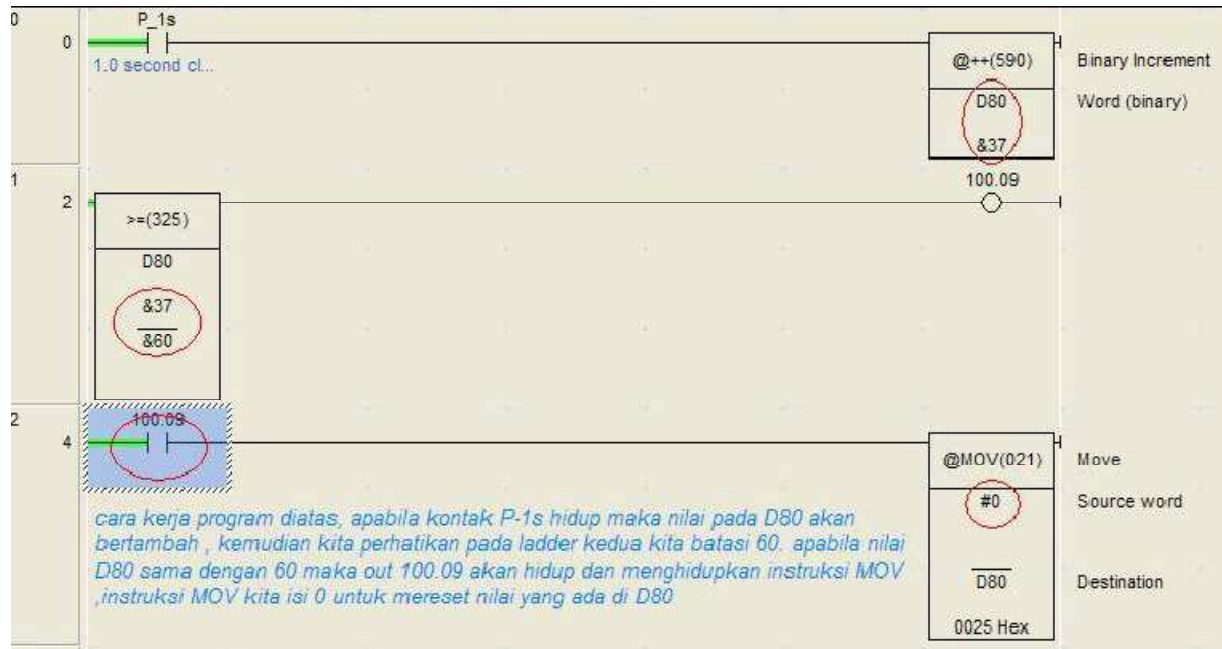 0
P_1s
0
1.0 second cl...
@++(590)
Binary Increment
D80
Word (binary)
&37
1
100.09
2
>=(325)
D80
&37
&60
2
100.09
4
@MOV(021)
Move
#0
Source word
D80
Destination
0025 Hex
cara kerja program diatas, apabila kontak P-1s hidup maka nilai pada D80 akan
bertambah , kemudian kita perhatikan pada ladder kedua kita batasi 60. apabila nilai
D80 sama dengan 60 maka out 100.09 akan hidup dan menghidupkan instruksi MOV
,instruksi MOV kita isi 0 untuk mereset nilai yang ada di D80